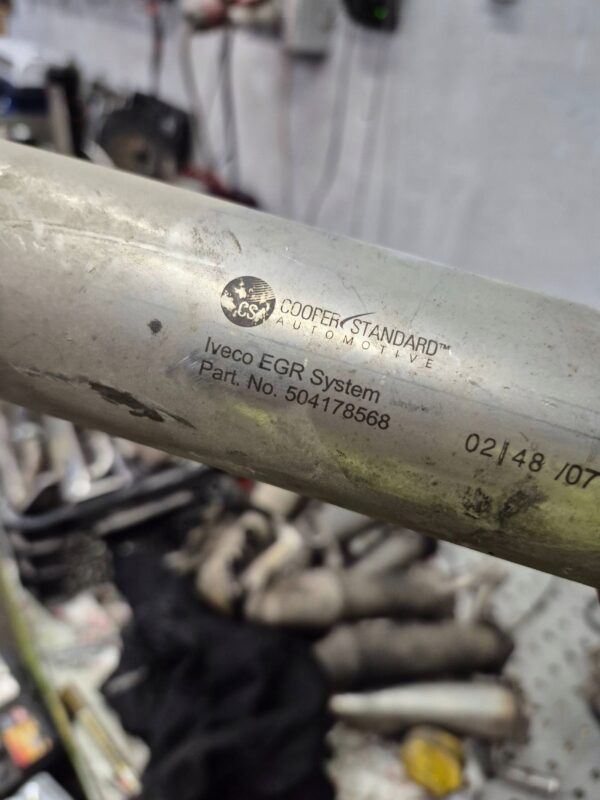 CS
COOPER STANDARD™
AUTOMOTIVE
Iveco EGR System
Part. No. 504178568
02|48 /07